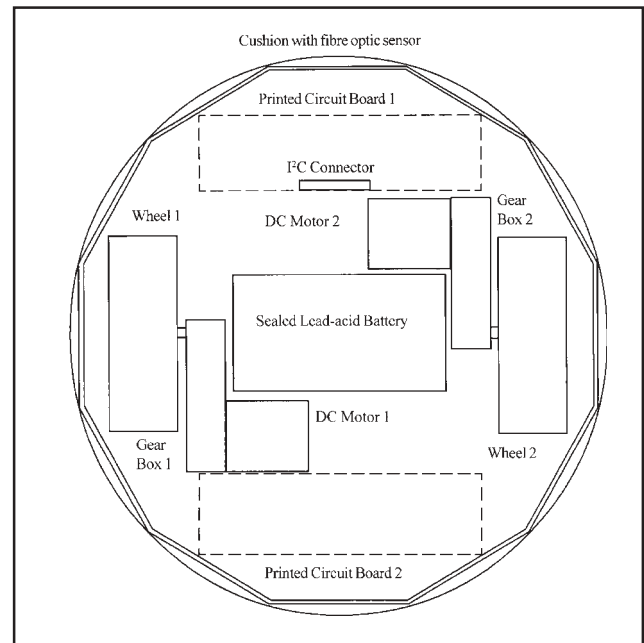 Cushion with fibre optic sensor
Printed Circuit Board 1
I²C Connector
Wheel 1
DC Motor 2
Gear
Box 2
Sealed Lead-acid Battery
DC Motor 1
Gear
Box 1
Wheel 2
Printed Circuit Board 2